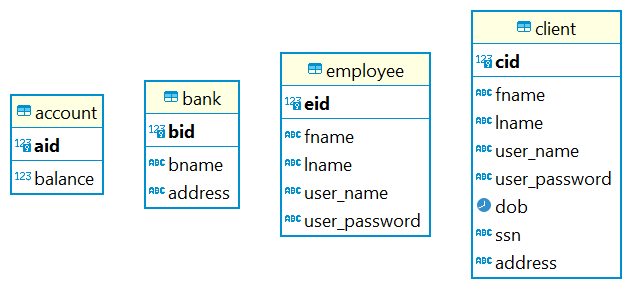 account
123 aid
123 balance
bank
123 bid
ABC bname
ABC address
employee
123 eid
ABC fname
ABC lname
ABC user_name
ABC user_password
client
123 cid
ABC fname
ABC lname
ABC user_name
ABC user_password
dob
ABC ssn
ABC address